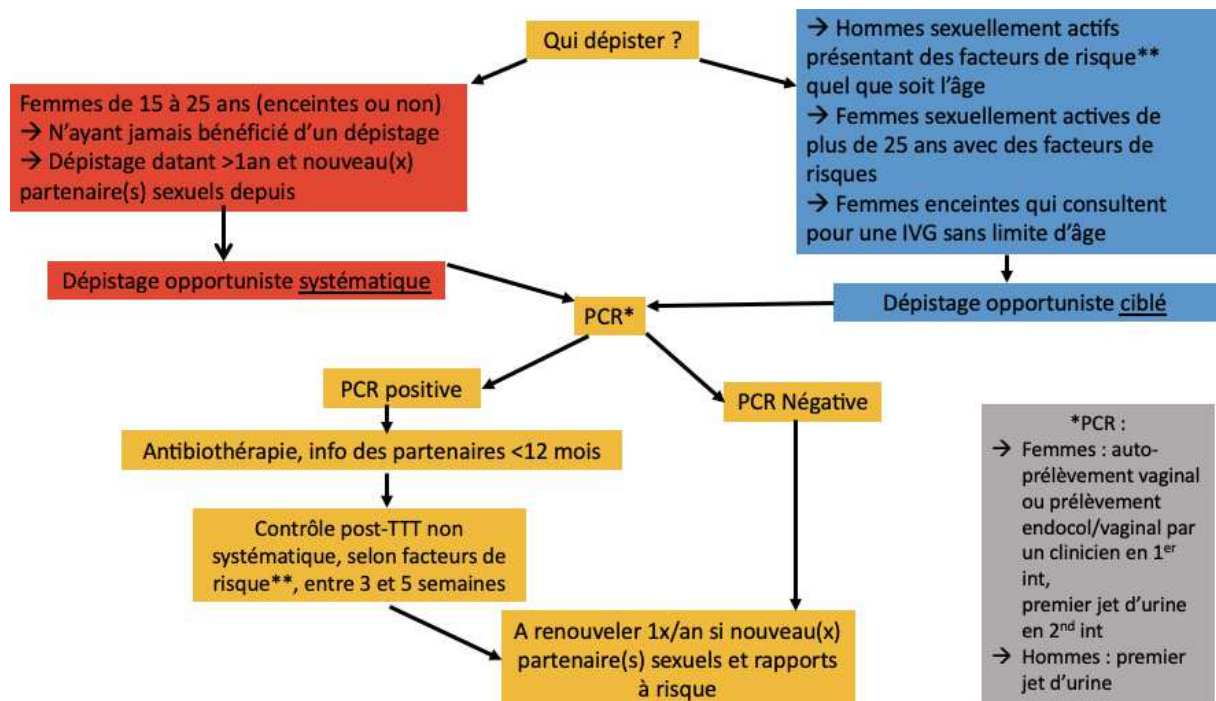 Qui dépister ?
Femmes de 15 à 25 ans (enceintes ou non)
→ N’ayant jamais bénéficié d’un dépistage
→ Dépistage datant >1an et nouveau(x)
partenaire(s) sexuels depuis
→ Hommes sexuellement actifs
présentant des facteurs de risque**
quel que soit l’âge
→ Femmes sexuellement actives de
plus de 25 ans avec des facteurs de
risques
→ Femmes enceintes qui consultent
pour une IVG sans limite d’âge
Dépistage opportuniste systématique
Dépistage opportuniste ciblé
PCR*
PCR positive
PCR Négative
Antibiothérapie, info des partenaires <12 mois
Contrôle post-TTT non
systématique, selon facteurs de
risque**, entre 3 et 5 semaines
A renouveler 1x/an si nouveau(x)
partenaire(s) sexuels et rapports
à risque
*PCR :
→ Femmes : auto-
prélèvement vaginal
ou prélèvement
endocol/vaginal par
un clinicien en 1er
int,
premier jet d’urine
en 2nd int
→ Hommes : premier
jet d’urine